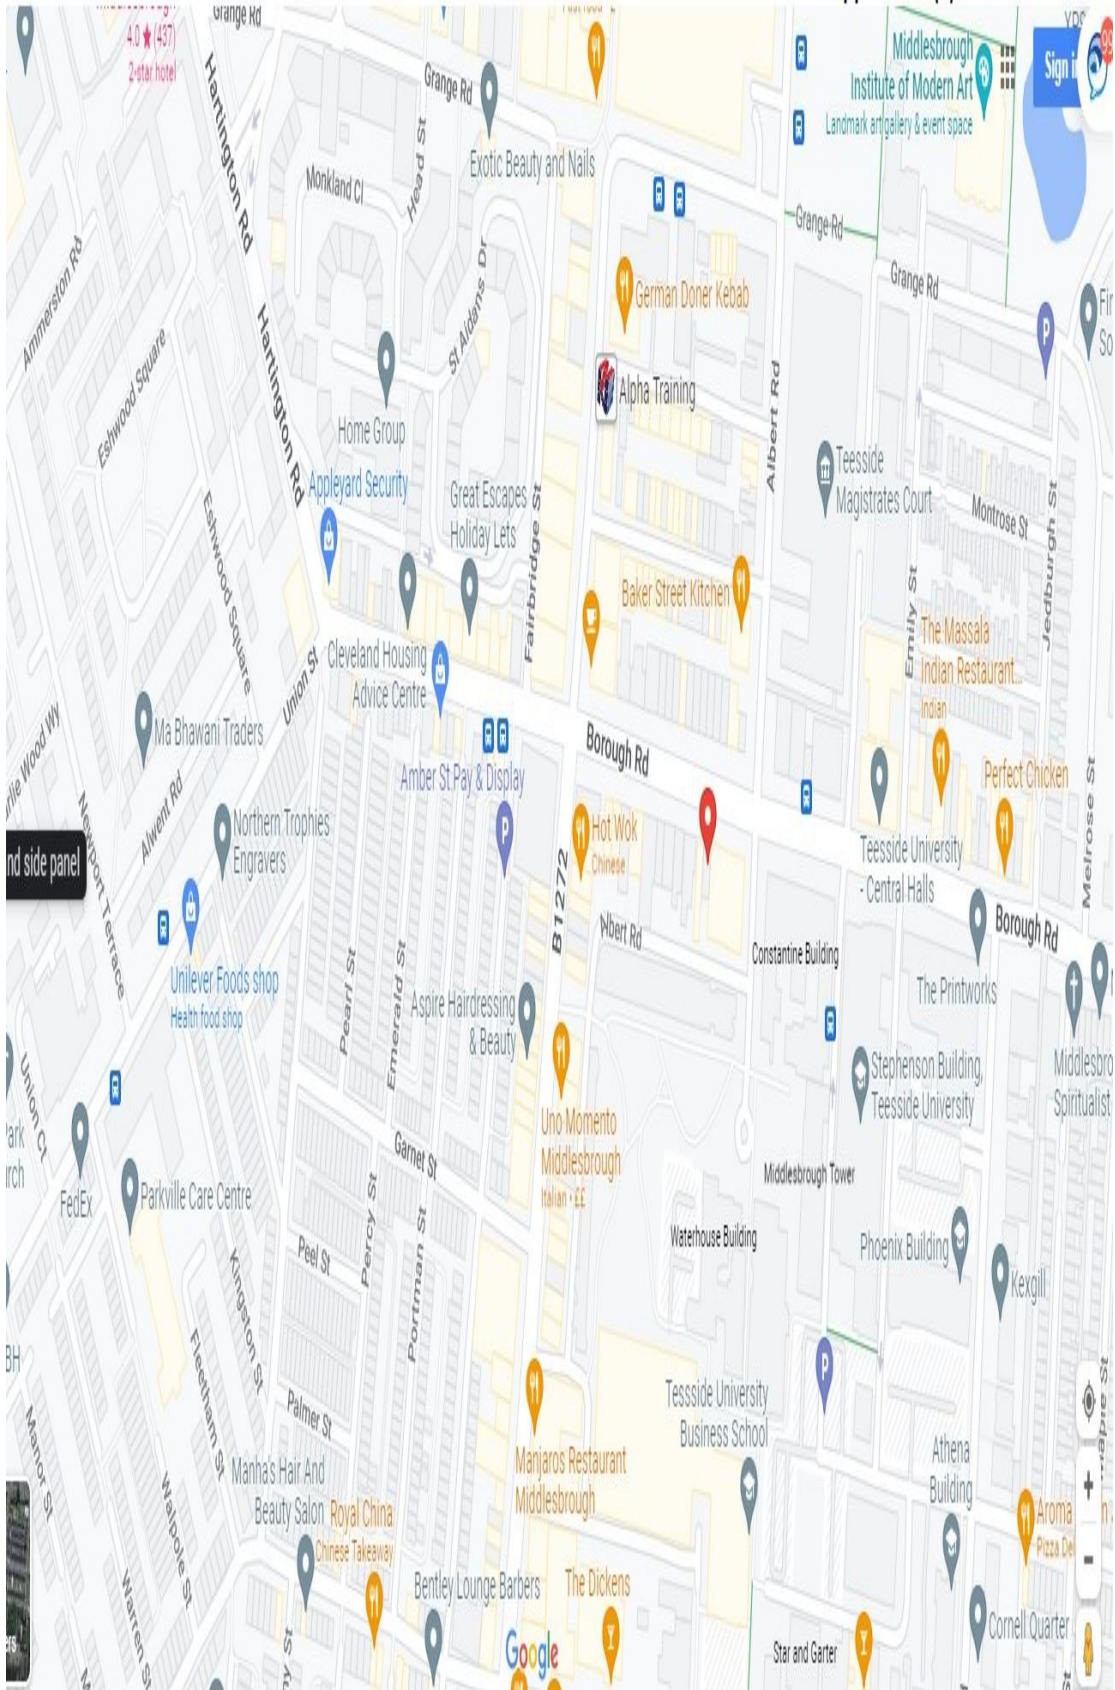 4.0 ★ (437)
2-star hotel
Grange Rd
Hartington Rd
Grange Rd
Head St
Monkland Cl
Exotic Beauty and Nails
Middlesbrough
Institute of Modern Art
Landmark art gallery & event space
Sign in
99
Grange Rd
Grange Rd
Ammerston Rd
Eshwood Square
Hartington Rd
St Aidans Dr
German Doner Kebab
Alpha Training
Albert Rd
P
Home Group
Appleyard Security
Great Escapes
Holiday Lets
Fairbridge St
Teesside
Magistrates Court
Montrose St
Jedburgh St
Eshwood Square
Baker Street Kitchen
Emily St
The Massala
Indian Restaurant...
Indian
Union St
Cleveland Housing
Advice Centre
Ma Bhawani Traders
Amber St Pay & Display
P
Borough Rd
Perfect Chicken
Melrose St
Newport Terrace
Alwent Rd
Northern Trophies
Engravers
Hot Wok
Chinese
B1272
Teesside University
- Central Halls
Borough Rd
nd side panel
Constantine Building
Unilever Foods shop
Health food shop
Pearl St
Emerald St
Aspire Hairdressing
& Beauty
The Printworks
Stephenson Building,
Teesside University
Middlesbro
Spiritualist
Union Ct
FedEx
Parkville Care Centre
Garnet St
Uno Momento
Middlesbrough
Italian · ££
Middlesbrough Tower
Waterhouse Building
Phoenix Building
Kexgill
Peel St
Percy St
Portman St
Kingston St
Fleetham St
P
Palmer St
Manor St
Walpole St
Warren St
Manha's Hair And
Beauty Salon
Royal China
Chinese Takeaway
Manjaros Restaurant
Middlesbrough
Tessside University
Business School
Athena
Building
Aroma
Pizza Del
Bentley Lounge Barbers
The Dickens
Google
Star and Garter
Cornell Quarter